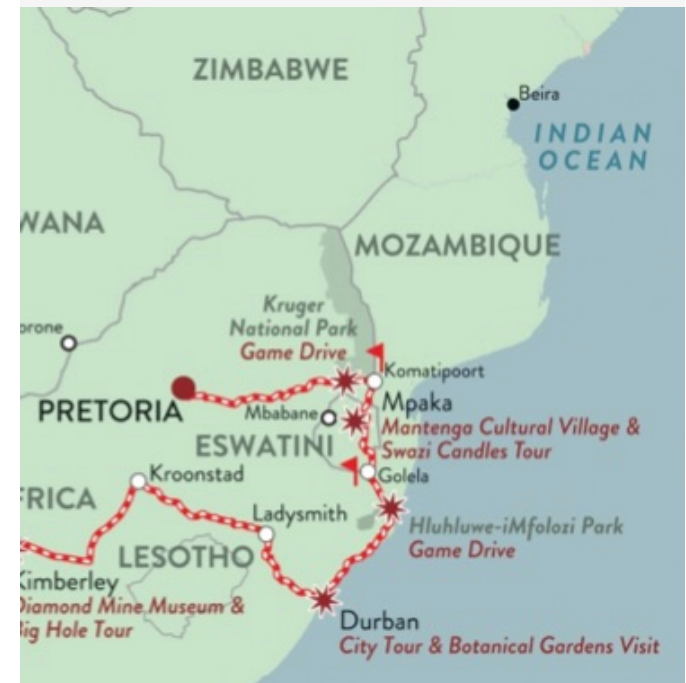 ZIMBABWE
Beira
INDIAN
OCEAN
WANA
MOZAMBIQUE
Kruger
National Park
Game Drive
orone
Komatipoort
PRETORIA
Mbabane
Mpaka
Mantenga Cultural Village &
Swazi Candles Tour
ESWATINI
Golela
Kroonstad
FRICA
Ladysmith
Hluhluwe-iMfolozi Park
Game Drive
LESOTHO
Kimberley
Diamond Mine Museum &
Big Hole Tour
Durban
City Tour & Botanical Gardens Visit